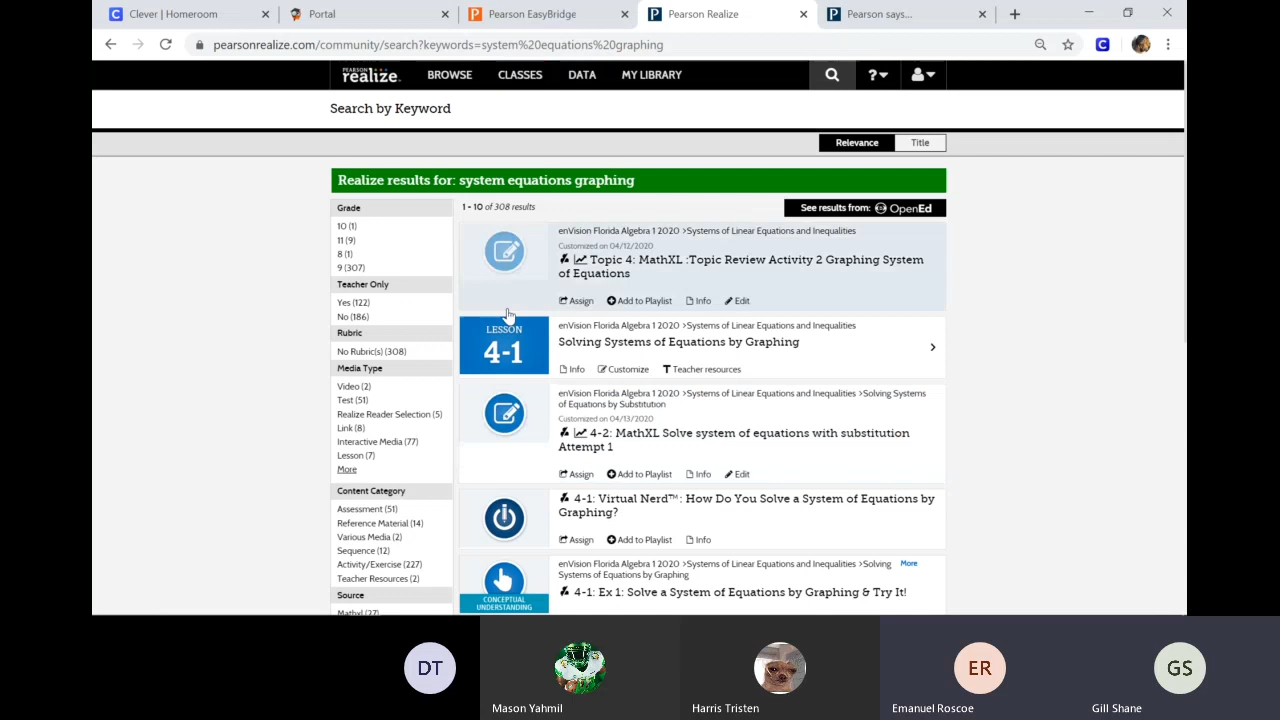 Clever | Homeroom
Portal
Pearson EasyBridge
Pearson Realize
Pearson says...
pearsonrealize.com/community/search?keywords=system%20equations%20graphing
PEARSON
realize.
BROWSE CLASSES DATA MY LIBRARY
Search by Keyword
Relevance Title
Realize results for: system equations graphing
Grade
10 (1)
11 (9)
8 (1)
9 (307)
Teacher Only
Yes (122)
No (186)
Rubric
No Rubric(s) (308)
Media Type
Video (2)
Test (51)
Realize Reader Selection (5)
Link (8)
Interactive Media (77)
Lesson (7)
More
Content Category
Assessment (51)
Reference Material (14)
Various Media (2)
Sequence (12)
Activity/Exercise (227)
Teacher Resources (2)
Source
Mathxl (27)
1 - 10 of 308 results
See results from: OpenEd
enVision Florida Algebra 1 2020 >Systems of Linear Equations and Inequalities
Customized on 04/12/2020
Topic 4: MathXL :Topic Review Activity 2 Graphing System
of Equations
Assign Add to Playlist Info Edit
LESSON
4-1
enVision Florida Algebra 1 2020 >Systems of Linear Equations and Inequalities
Solving Systems of Equations by Graphing
Info Customize Teacher resources
enVision Florida Algebra 1 2020 >Systems of Linear Equations and Inequalities >Solving Systems
of Equations by Substitution
Customized on 04/13/2020
4-2: MathXL Solve system of equations with substitution
Attempt 1
Assign Add to Playlist Info Edit
4-1: Virtual Nerd™: How Do You Solve a System of Equations by
Graphing?
Assign Add to Playlist Info
enVision Florida Algebra 1 2020 >Systems of Linear Equations and Inequalities >Solving More
Systems of Equations by Graphing
4-1: Ex 1: Solve a System of Equations by Graphing & Try It!
CONCEPTUAL
UNDERSTANDING
DT
ER
GS
Mason Yahmil
Harris Tristen
Emanuel Roscoe
Gill Shane